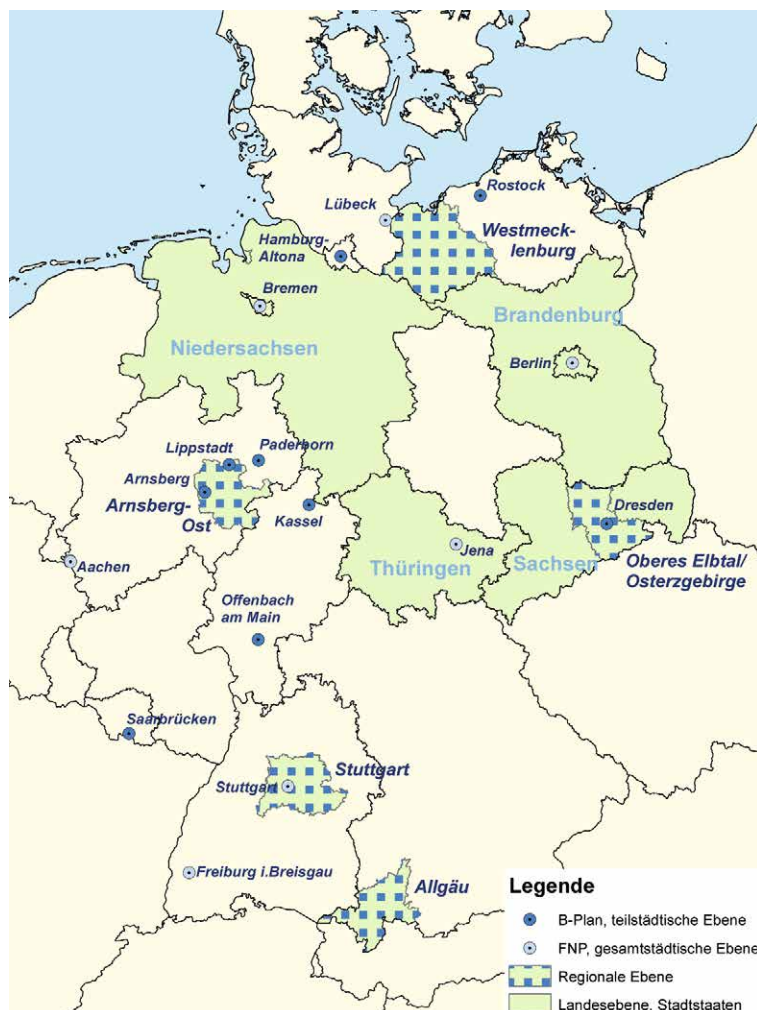 Rostock
Lübeck
Westmeck-
lenburg
Hamburg-
Altona
Bremen
Brandenburg
Niedersachsen
Berlin
Lippstadt
Paderborn
Arnsberg
Arnsberg-
Ost
Kassel
Dresden
Jena
Aachen
Thüringen
Sachsen
Oberes Elbtal/
Osterzgebirge
Offenbach
am Main
Saarbrücken
Stuttgart
Stuttgart
Freiburg i.Breisgau
Allgäu
Legende
B-Plan, teilstädtische Ebene
FNP, gesamtstädtische Ebene
Regionale Ebene
Landesebene, Stadtstaaten